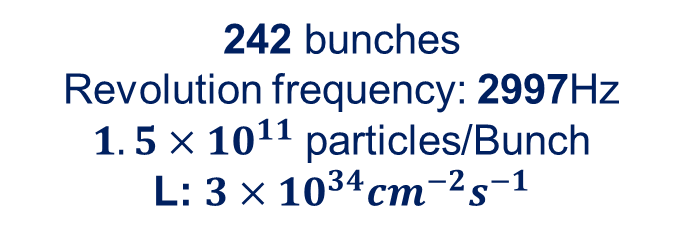 242 bunches
Revolution frequency: 2997Hz
1.5 × 10¹¹ particles/Bunch
L: 3 × 10³⁴cm⁻²s⁻¹